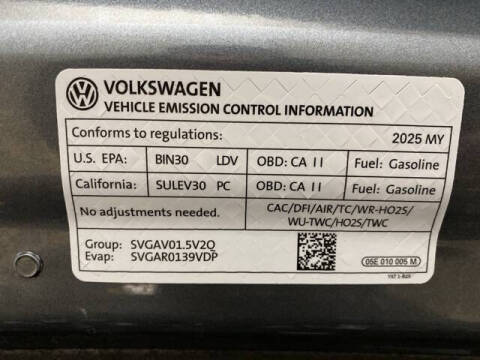 VOLKSWAGEN
VEHICLE EMISSION CONTROL INFORMATION
Conforms to regulations: 2025 MY
U.S. EPA: BIN30 LDV OBD: CA II Fuel: Gasoline
California: SULEV30 PC OBD: CA II Fuel: Gasoline
No adjustments needed. CAC/DFI/AIR/TC/WR-HO2S/
WU-TWC/HO2S/TWC
Group: SVGAV01.5V2Q
Evap: SVGAR0139VDP
05E 010 005 M